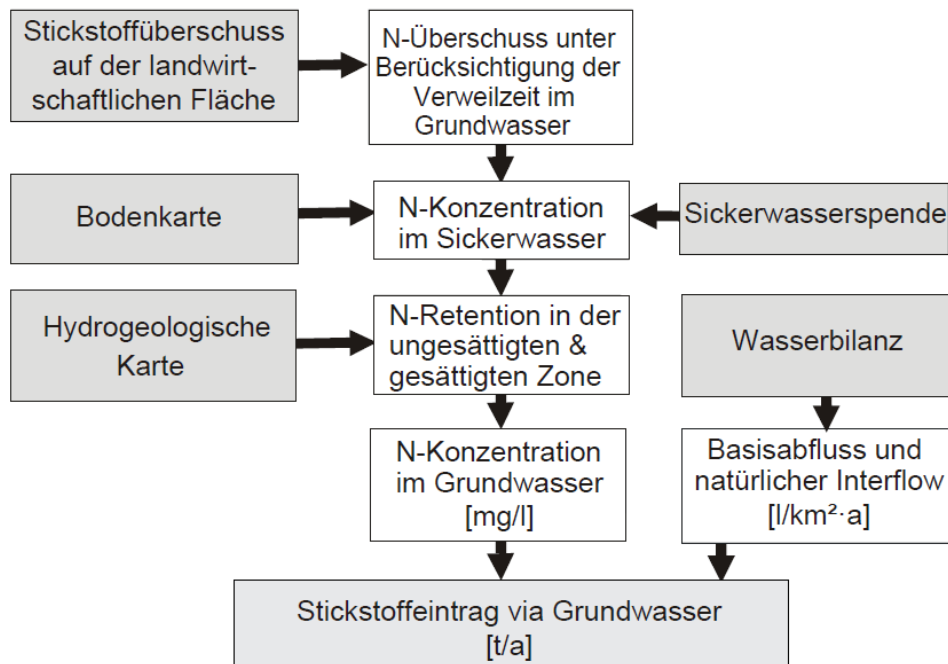 Stickstoffüberschuss
auf der landwirt-
schaftlichen Fläche
N-Überschuss unter
Berücksichtigung der
Verweilzeit im
Grundwasser
Bodenkarte
N-Konzentration
im Sickerwasser
Sickerwasserspende
Hydrogeologische
Karte
N-Retention in der
ungesättigten &
gesättigten Zone
Wasserbilanz
N-Konzentration
im Grundwasser
[mg/l]
Basisabfluss und
natürlicher Interflow
[l/km²·a]
Stickstoffeintrag via Grundwasser
[t/a]